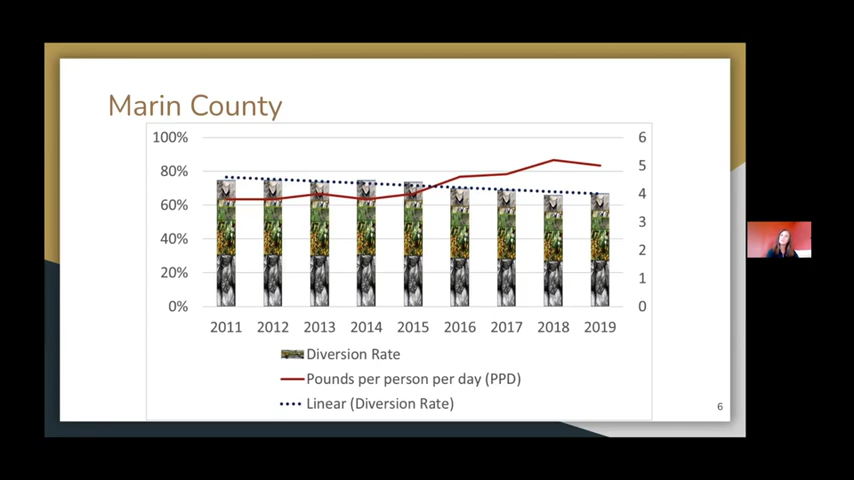 Marin County
100%
80%
60%
40%
20%
0%
6
5
4
3
2
1
0
2011 2012 2013 2014 2015 2016 2017 2018 2019
Diversion Rate
Pounds per person per day (PPD)
Linear (Diversion Rate)
6